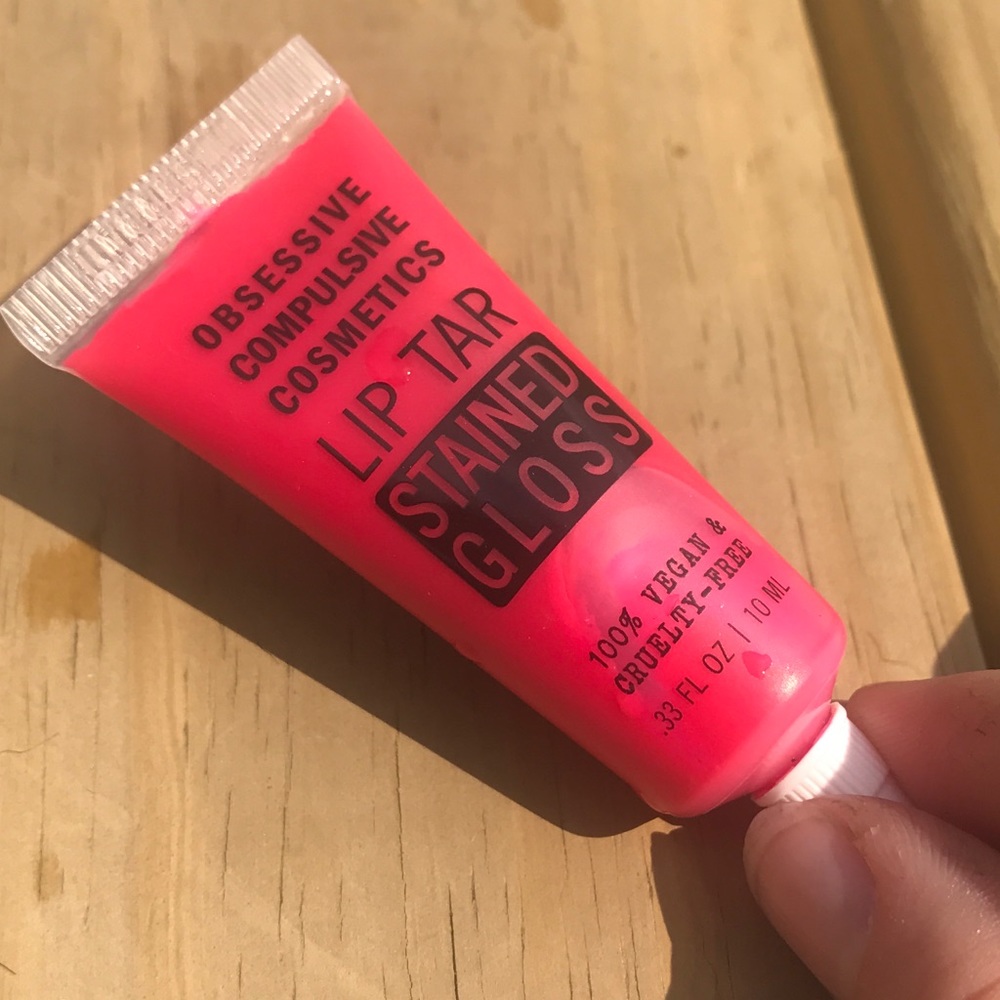 OBSESSIVE
COMPULSIVE
COSMETICS
LIP TAR
STAINED
GLOSS
100% VEGAN &
CRUELTY-FREE
.33 FL OZ | 10 ML